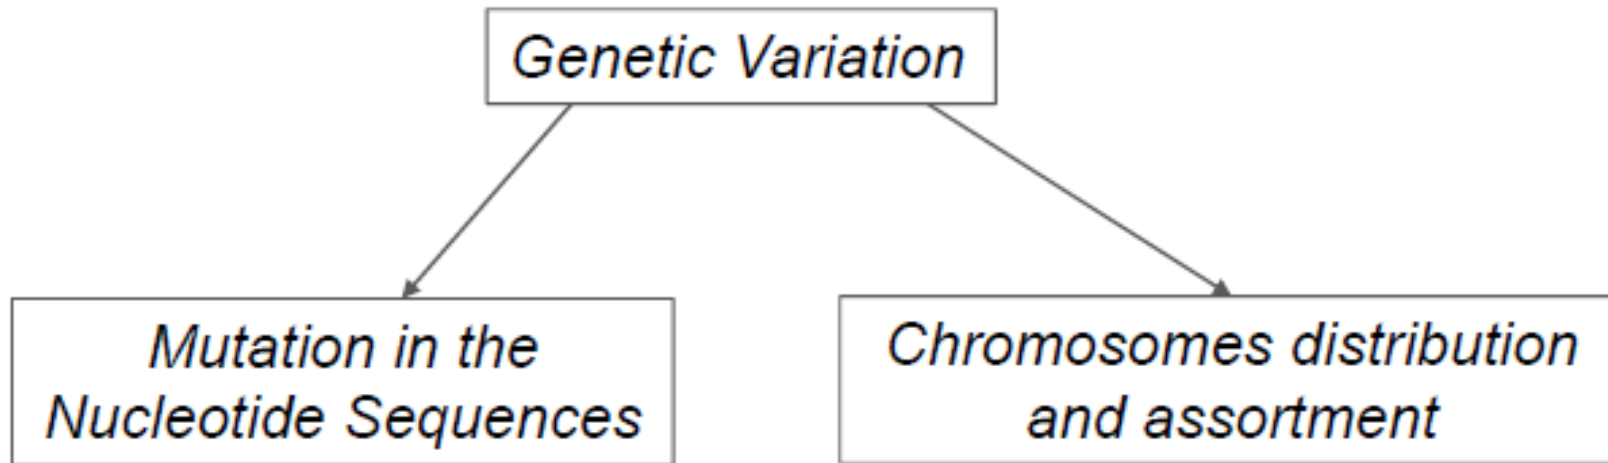 Genetic Variation
Mutation in the
Nucleotide Sequences
Chromosomes distribution
and assortment